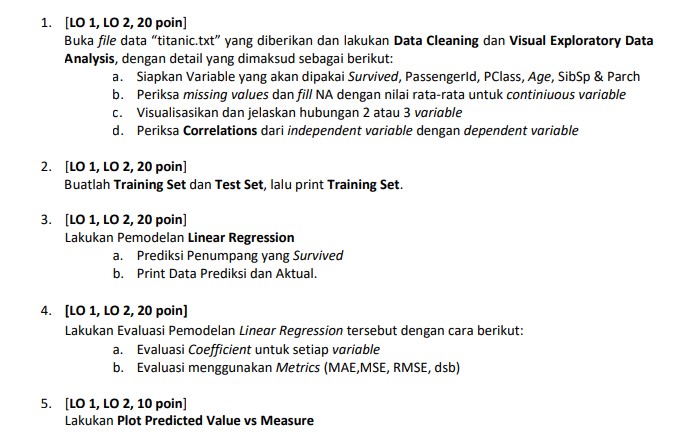 1. [LO 1, LO 2, 20 poin]
Buka file data “titanic.txt” yang diberikan dan lakukan Data Cleaning dan Visual Exploratory Data
Analysis, dengan detail yang dimaksud sebagai berikut:
a. Siapkan Variable yang akan dipakai Survived, PassengerId, PClass, Age, SibSp & Parch
b. Periksa missing values dan fill NA dengan nilai rata-rata untuk continiuous variable
c. Visualisasikan dan jelaskan hubungan 2 atau 3 variable
d. Periksa Correlations dari independent variable dengan dependent variable
2. [LO 1, LO 2, 20 poin]
Buatlah Training Set dan Test Set, lalu print Training Set.
3. [LO 1, LO 2, 20 poin]
Lakukan Pemodelan Linear Regression
a. Prediksi Penumpang yang Survived
b. Print Data Prediksi dan Aktual.
4. [LO 1, LO 2, 20 poin]
Lakukan Evaluasi Pemodelan Linear Regression tersebut dengan cara berikut:
a. Evaluasi Coefficient untuk setiap variable
b. Evaluasi menggunakan Metrics (MAE,MSE, RMSE, dsb)
5. [LO 1, LO 2, 10 poin]
Lakukan Plot Predicted Value vs Measure